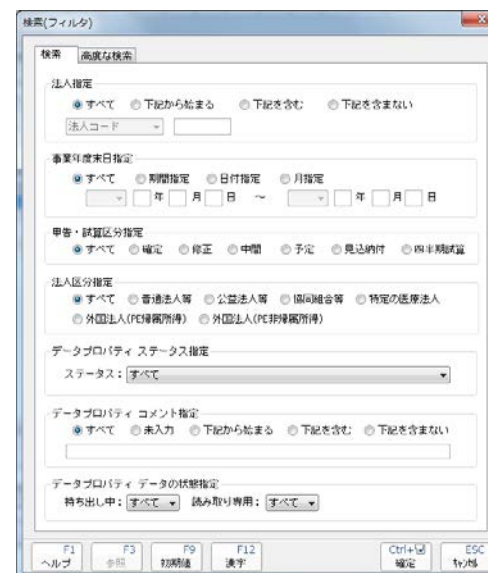 検索(フィルタ)
検索 高度な検索
法人指定
すべて 下記から始まる 下記を含む 下記を含まない
法人コード
事業年度末日指定
すべて 期間指定 日付指定 月指定
年 月 日 ～ 年 月 日
申告・試算区分指定
すべて 確定 修正 中間 予定 見込納付 四半期試算
法人区分指定
すべて 普通法人等 公益法人等 協同組合等 特定の医療法人
外国法人(PE帰属所得) 外国法人(PE非帰属所得)
データプロパティ ステータス指定
ステータス：すべて
データプロパティ コメント指定
すべて 未入力 下記から始まる 下記を含む 下記を含まない
データプロパティ データの状態指定
持ち出し中：すべて 読み取り専用：すべて
F1 F3 F9 F12 Ctrl+ ESC
ヘルプ 参照 初期値 漢字 確定 キャンセル